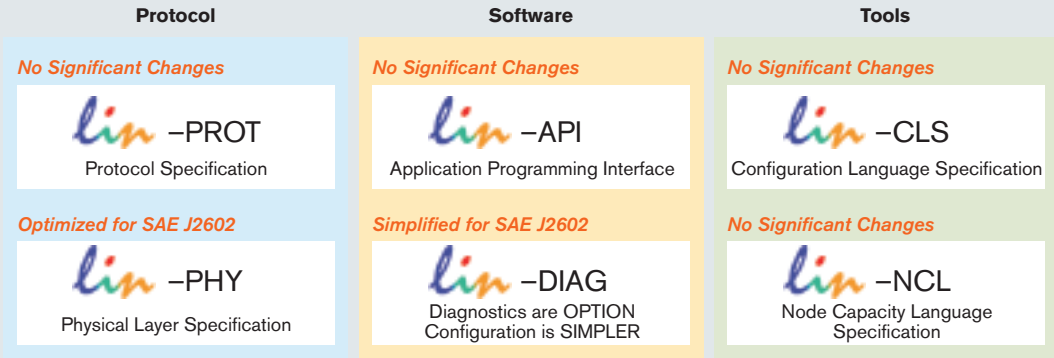 Protocol
Software
Tools
No Significant Changes
lin –PROT
Protocol Specification
No Significant Changes
lin –API
Application Programming Interface
No Significant Changes
lin –CLS
Configuration Language Specification
Optimized for SAE J2602
lin –PHY
Physical Layer Specification
Simplified for SAE J2602
lin –DIAG
Diagnostics are OPTION
Configuration is SIMPLER
No Significant Changes
lin –NCL
Node Capacity Language
Specification